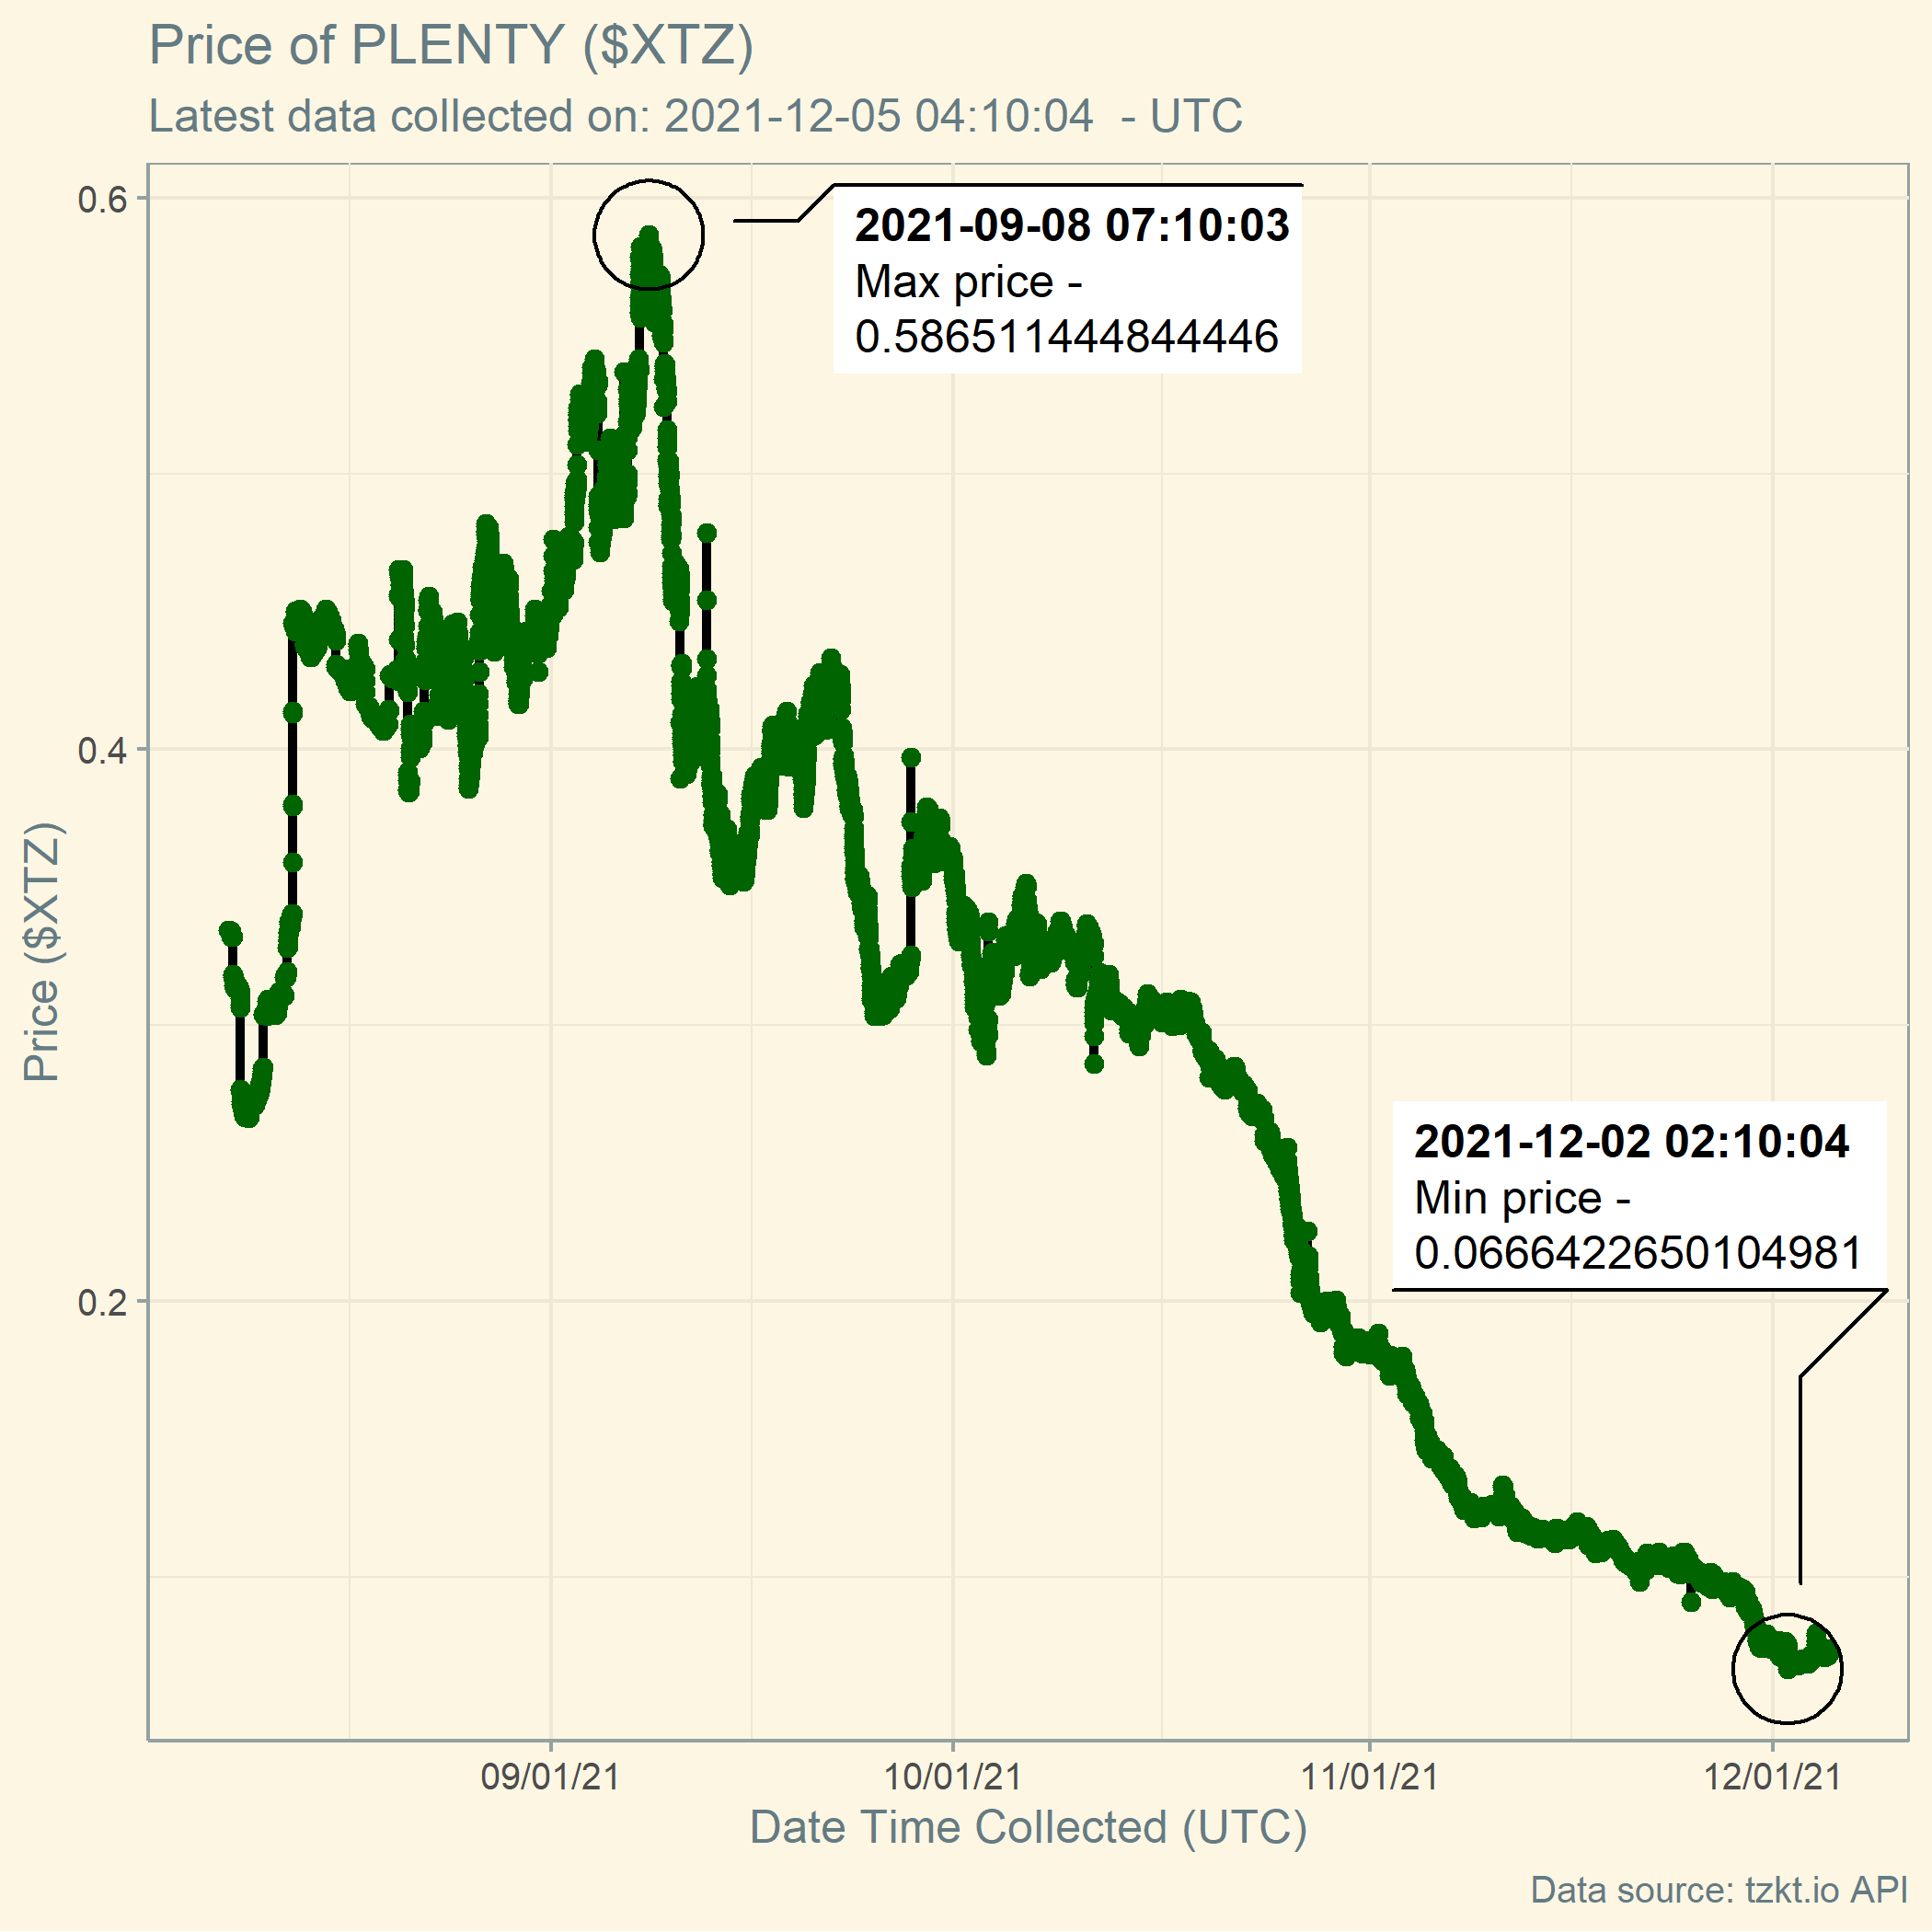 Price of PLENTY ($XTZ)
Latest data collected on: 2021-12-05 04:10:04  - UTC
0.6
0.4
0.2
Price ($XTZ)
2021-09-08 07:10:03
Max price -
0.5865111444844446
2021-12-02 02:10:04
Min price -
0.0666422650104981
09/01/21
10/01/21
11/01/21
12/01/21
Date Time Collected (UTC)
Data source: tzkt.io API